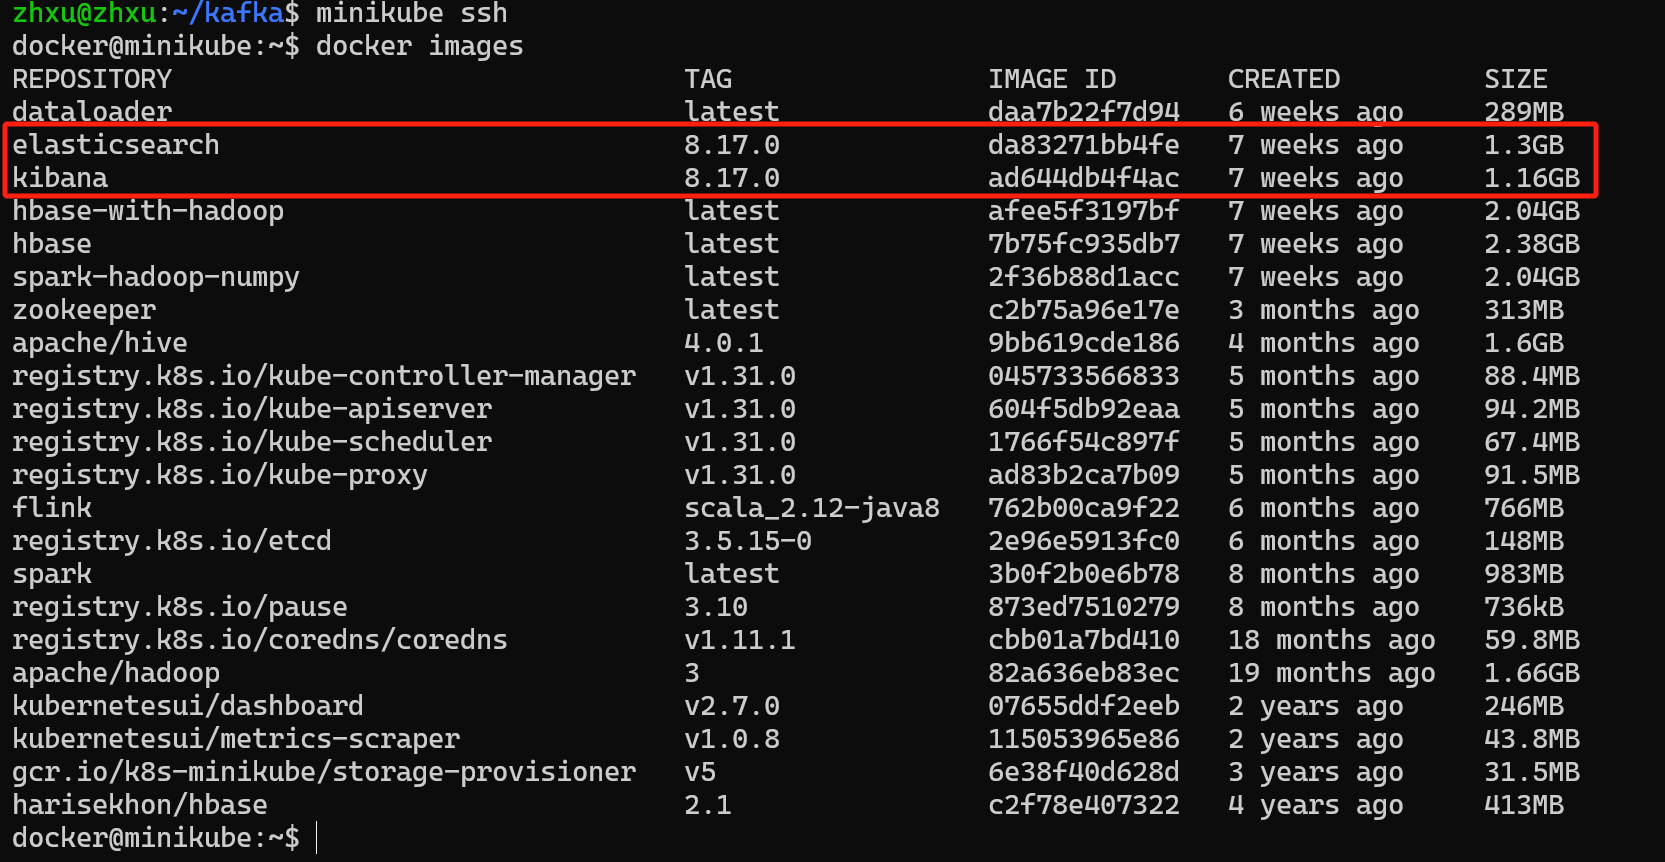 zhxu@zhxu:~/kafka$ minikube ssh
docker@minikube:~$ docker images
REPOSITORY TAG IMAGE ID CREATED SIZE
dataloader latest daa7b22f7d94 6 weeks ago 289MB
elasticsearch 8.17.0 da83271bb4fe 7 weeks ago 1.3GB
kibana 8.17.0 ad644db4f4ac 7 weeks ago 1.16GB
hbase-with-hadoop latest afee5f3197bf 7 weeks ago 2.04GB
hbase latest 7b75fc935db7 7 weeks ago 2.38GB
spark-hadoop-numpy latest 2f36b88d1acc 7 weeks ago 2.04GB
zookeeper latest c2b75a96e17e 3 months ago 313MB
apache/hive 4.0.1 9bb619cde186 4 months ago 1.6GB
registry.k8s.io/kube-controller-manager v1.31.0 045733566833 5 months ago 88.4MB
registry.k8s.io/kube-apiserver v1.31.0 604f5db92eaa 5 months ago 94.2MB
registry.k8s.io/kube-scheduler v1.31.0 1766f54c897f 5 months ago 67.4MB
registry.k8s.io/kube-proxy v1.31.0 ad83b2ca7b09 5 months ago 91.5MB
flink scala_2.12-java8 762b00ca9f22 6 months ago 766MB
registry.k8s.io/etcd 3.5.15-0 2e96e5913fc0 6 months ago 148MB
spark latest 3b0f2b0e6b78 8 months ago 983MB
registry.k8s.io/pause 3.10 873ed7510279 8 months ago 736kB
registry.k8s.io/coredns/coredns v1.11.1 cbb01a7bd410 18 months ago 59.8MB
apache/hadoop 3 82a636eb83ec 19 months ago 1.66GB
kubernetesui/dashboard v2.7.0 07655ddf2eeb 2 years ago 246MB
kubernetesui/metrics-scraper v1.0.8 115053965e86 2 years ago 43.8MB
gcr.io/k8s-minikube/storage-provisioner v5 6e38f40d628d 3 years ago 31.5MB
harisekhon/hbase 2.1 c2f78e407322 4 years ago 413MB
docker@minikube:~$